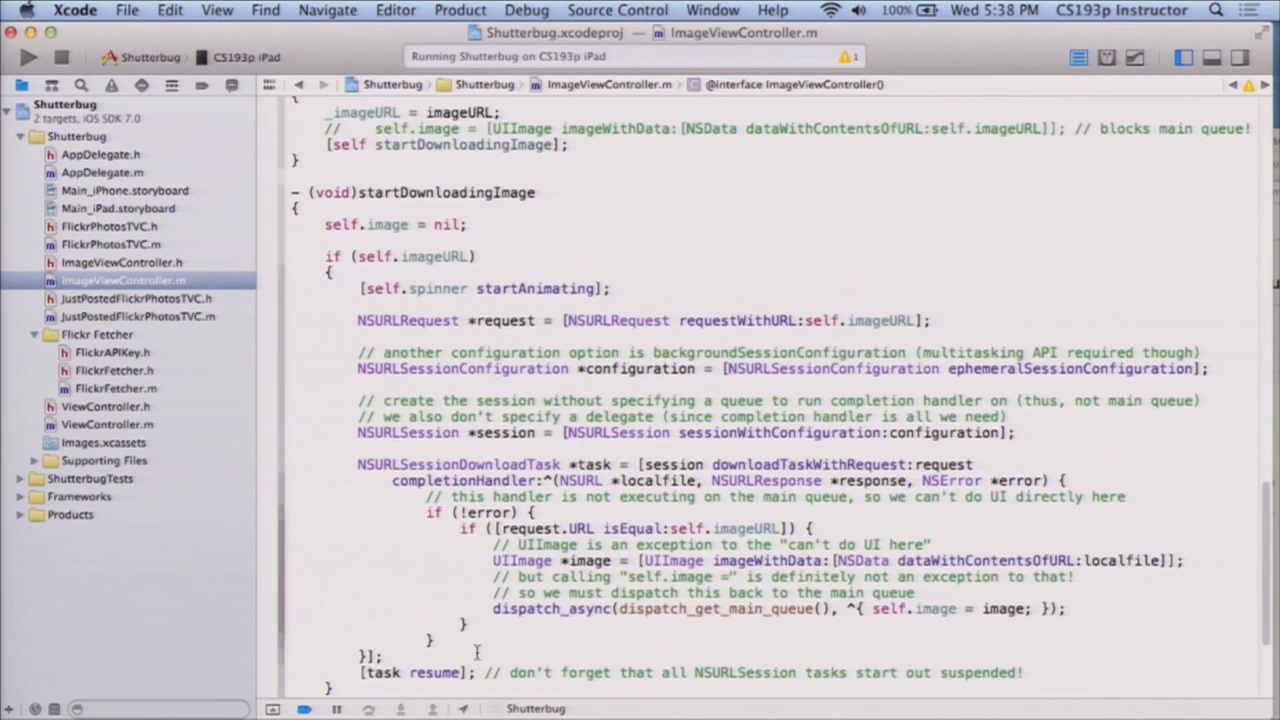 Xcode File Edit View Find Navigate Editor Product Debug Source Control Window Help 100% Wed 5:38 PM CS193p Instructor
Shutterbug.xcodeproj — ImageViewController.m
Shutterbug CS193p iPad Running Shutterbug on CS193p iPad 1
Shutterbug Shutterbug ImageViewController.m @interface ImageViewController()
Shutterbug
2 targets, iOS SDK 7.0
Shutterbug
AppDelegate.h
AppDelegate.m
Main_iPhone.storyboard
Main_iPad.storyboard
FlickrPhotosTVC.h
FlickrPhotosTVC.m
ImageViewController.h
ImageViewController.m
JustPostedFlickrPhotosTVC.h
JustPostedFlickrPhotosTVC.m
Flickr Fetcher
FlickrAPIKey.h
FlickrFetcher.h
FlickrFetcher.m
ViewController.h
ViewController.m
Images.xcassets
Supporting Files
ShutterbugTests
Frameworks
Products
{
_imageURL = imageURL;
// self.image = [UIImage imageWithData:[NSData dataWithContentsOfURL:self.imageURL]]; // blocks main queue!
[self startDownloadingImage];
}
- (void)startDownloadingImage
{
self.image = nil;
if (self.imageURL)
{
[self.spinner startAnimating];
NSURLRequest *request = [NSURLRequest requestWithURL:self.imageURL];
// another configuration option is backgroundSessionConfiguration (multitasking API required though)
NSURLSessionConfiguration *configuration = [NSURLSessionConfiguration ephemeralSessionConfiguration];
// create the session without specifying a queue to run completion handler on (thus, not main queue)
// we also don't specify a delegate (since completion handler is all we need)
NSURLSession *session = [NSURLSession sessionWithConfiguration:configuration];
NSURLSessionDownloadTask *task = [session downloadTaskWithRequest:request
completionHandler:^(NSURL *localfile, NSURLResponse *response, NSError *error) {
// this handler is not executing on the main queue, so we can't do UI directly here
if (!error) {
if ([request.URL isEqual:self.imageURL]) {
// UIImage is an exception to the "can't do UI here"
UIImage *image = [UIImage imageWithData:[NSData dataWithContentsOfURL:localfile]];
// but calling "self.image =" is definitely not an exception to that!
// so we must dispatch this back to the main queue
dispatch_async(dispatch_get_main_queue(), ^{ self.image = image; });
}
}
}];
[task resume]; // don't forget that all NSURLSession tasks start out suspended!
}
Shutterbug